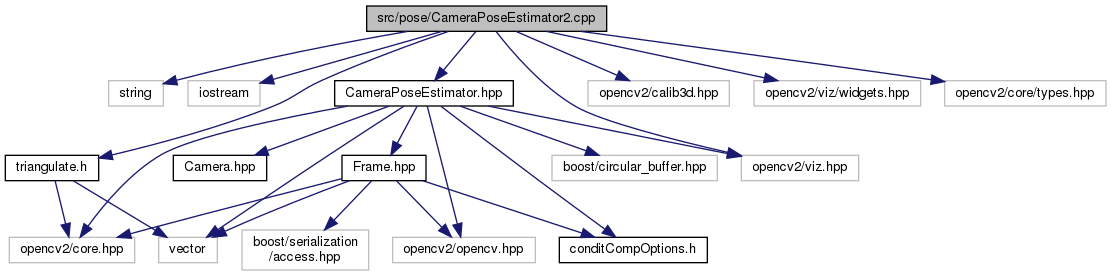 src/pose/CameraPoseEstimator2.cpp
string
iostream
CameraPoseEstimator.hpp
opencv2/calib3d.hpp
opencv2/viz/widgets.hpp
opencv2/core/types.hpp
triangulate.h
Camera.hpp
Frame.hpp
boost/circular_buffer.hpp
opencv2/viz.hpp
opencv2/core.hpp
vector
boost/serialization
/access.hpp
opencv2/opencv.hpp
conditCompOptions.h